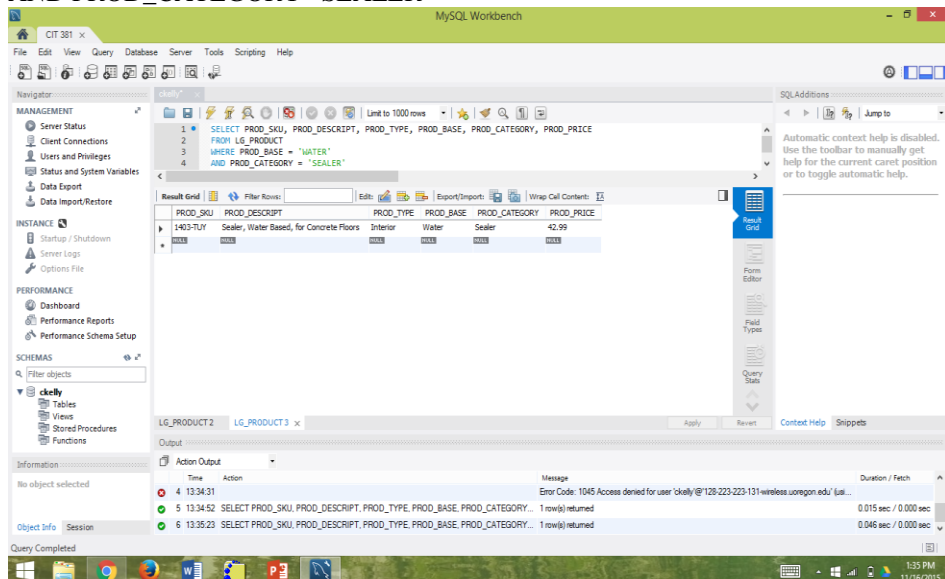 AND PROD_CATEGORY "SEALER"
MySQL Workbench
CIT 381 ×
File Edit View Query Database Server Tools Scripting Help
Navigator
MANAGEMENT
Server Status
Client Connections
Users and Privileges
Status and System Variables
Data Export
Data Import/Restore
INSTANCE
Startup / Shutdown
Server Logs
Options File
PERFORMANCE
Dashboard
Performance Reports
Performance Schema Setup
SCHEMAS
Filter objects
ckelly
Tables
Views
Stored Procedures
Functions
Information
No object selected
Object Info Session
Query Completed
ckelly* ×
Limit to 1000 rows
1 SELECT PROD_SKU, PROD_DESCRIPT, PROD_TYPE, PROD_BASE, PROD_CATEGORY, PROD_PRICE
2 FROM LG_PRODUCT
3 WHERE PROD_BASE = 'WATER'
4 AND PROD_CATEGORY = 'SEALER'
Result Grid Filter Rows: Edit: Export/Import: Wrap Cell Content:
PROD_SKU PROD_DESCRIPT PROD_TYPE PROD_BASE PROD_CATEGORY PROD_PRICE
1403-TUY Sealer, Water Based, for Concrete Floors Interior Water Sealer 42.99
NULL NULL NULL NULL NULL NULL
Result Grid
Form Editor
Field Types
Query Stats
LG_PRODUCT 2 LG_PRODUCT 3 × Apply Revert
Output
Action Output
Time Action Message Duration / Fetch
4 13:34:31 Error Code: 1045 Access denied for user 'ckelly'@'128-223-223-131-wireless.uoregon.edu' (usi...
5 13:34:52 SELECT PROD_SKU, PROD_DESCRIPT, PROD_TYPE, PROD_BASE, PROD_CATEGORY... 1 row(s) returned 0.015 sec / 0.000 sec
6 13:35:23 SELECT PROD_SKU, PROD_DESCRIPT, PROD_TYPE, PROD_BASE, PROD_CATEGORY... 1 row(s) returned 0.046 sec / 0.000 sec
SQLAdditions
Jump to
Automatic context help is disabled.
Use the toolbar to manually get
help for the current caret position
or to toggle automatic help.
Context Help Snippets
1:35 PM
11/16/2015